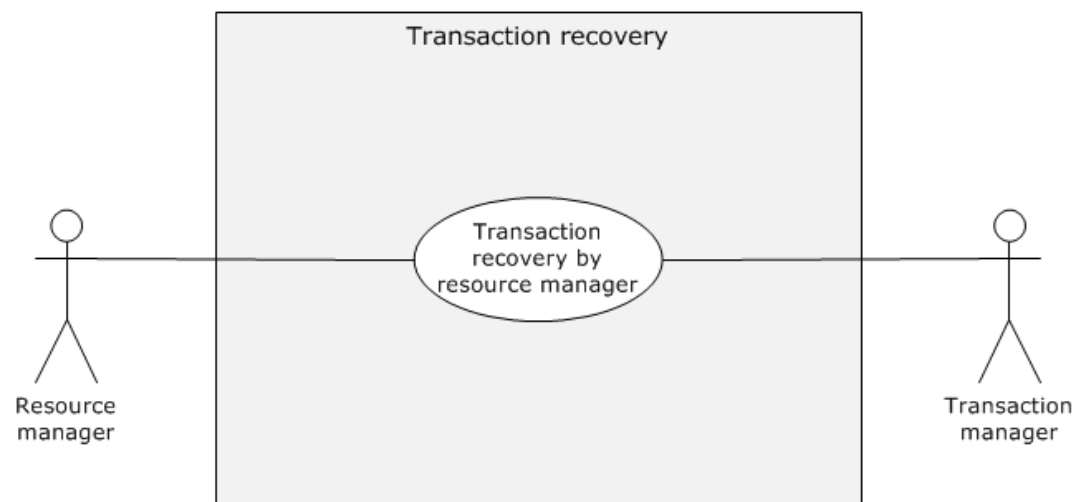 Transaction recovery
Transaction
recovery by
resource manager
Resource
manager
Transaction
manager